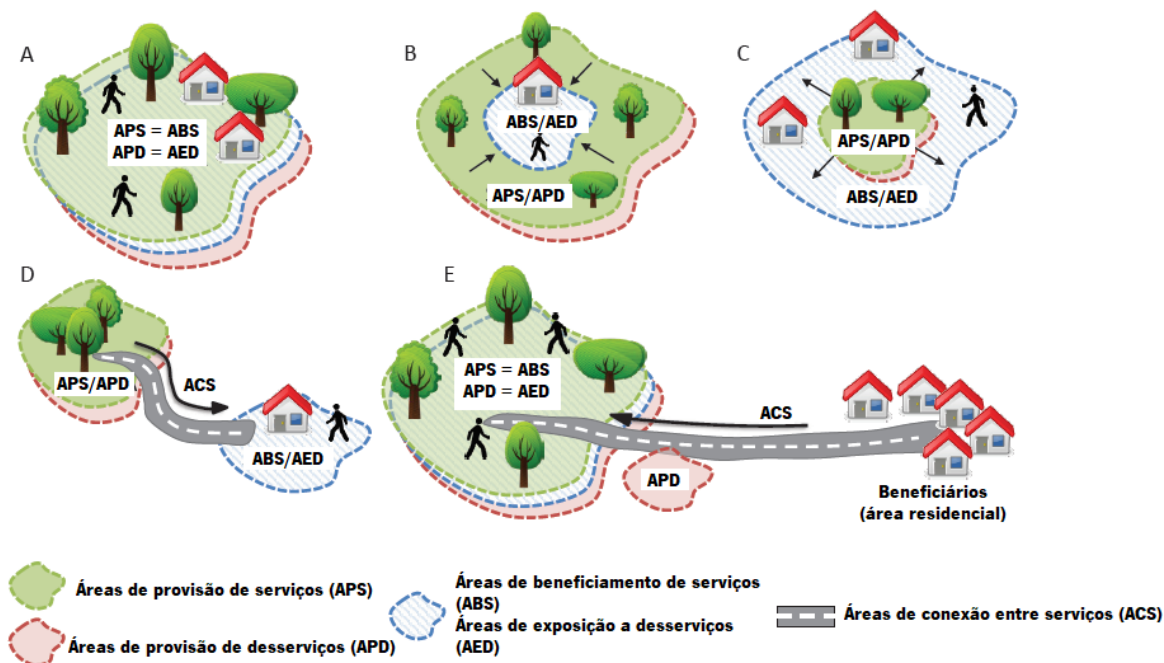 A
APS = ABS
APD = AED
B
ABS/AED
APS/APD
C
APS/APD
ABS/AED
D
APS/APD
ACS
ABS/AED
E
APS = ABS
APD = AED
ACS
APD
Beneficiários
(área residencial)
Áreas de provisão de serviços (APS)
Áreas de provisão de desserviços (APD)
Áreas de beneficiamento de serviços
(ABS)
Áreas de exposição a desserviços
(AED)
Áreas de conexão entre serviços (ACS)